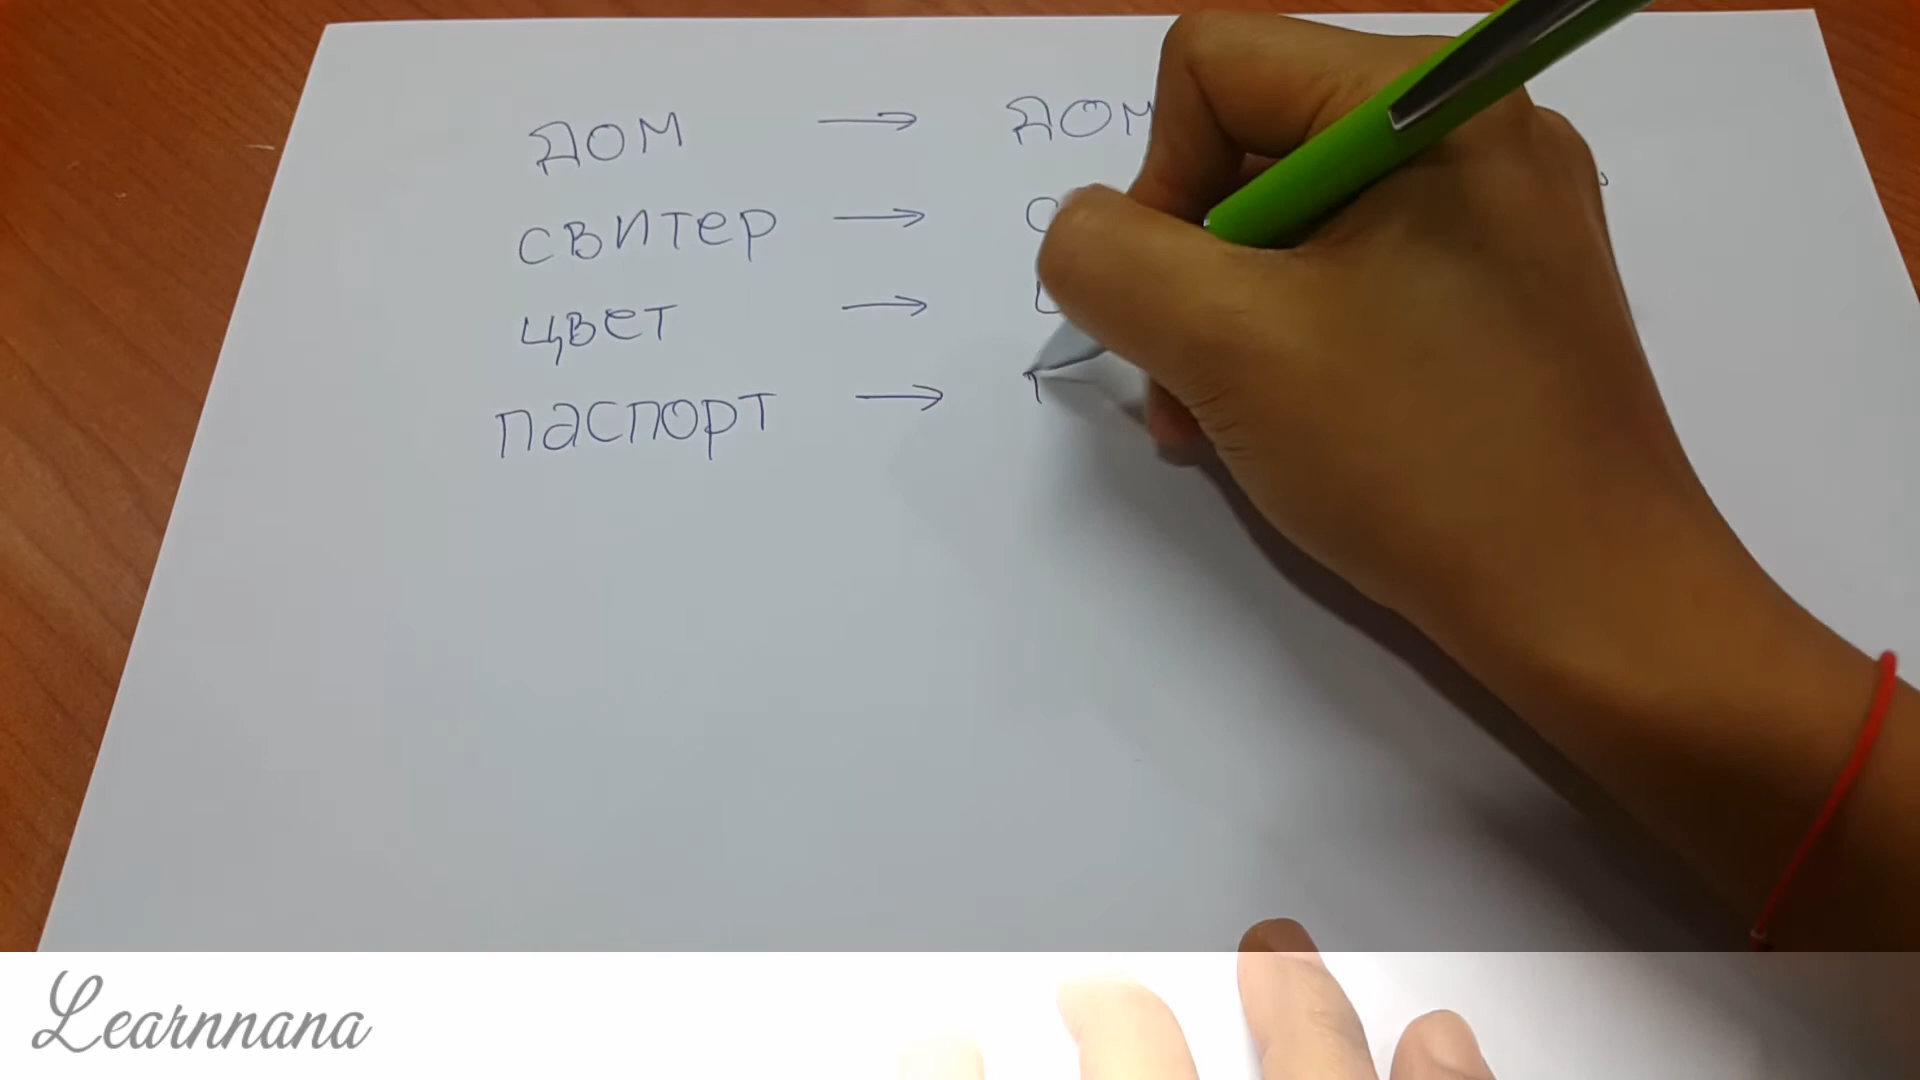 дом → дом
свитер →
цвет →
паспорт →
Learnnana